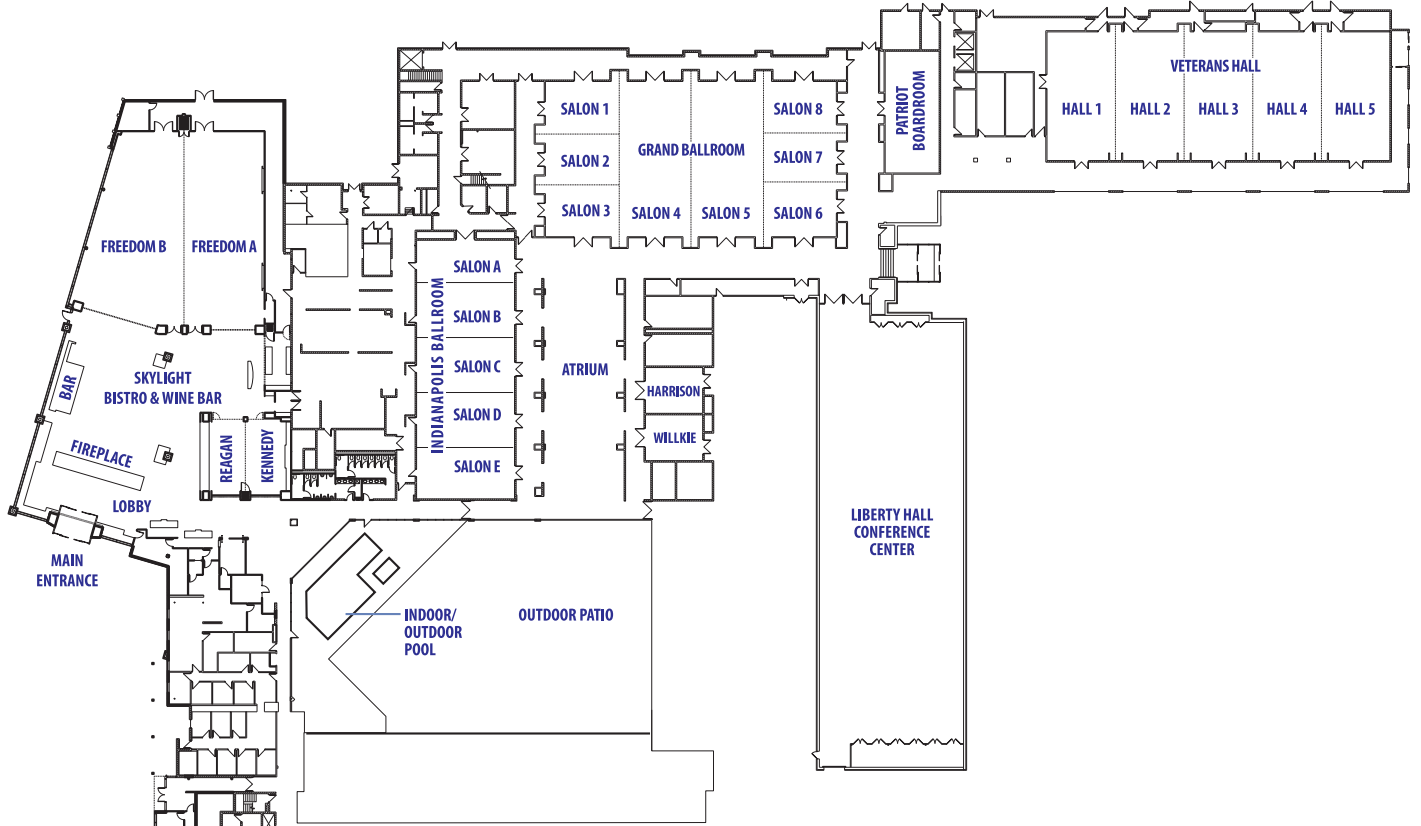 VETERANS HALL
HALL 1
HALL 2
HALL 3
HALL 4
HALL 5
PATRIOT
BOARDROOM
SALON 1
SALON 8
GRAND BALLROOM
SALON 2
SALON 7
SALON 3
SALON 4
SALON 5
SALON 6
FREEDOM B
FREEDOM A
INDIANAPOLIS BALLROOM
SALON A
SALON B
SALON C
SALON D
SALON E
ATRIUM
HARRISON
WILLKIE
SKYLIGHT
BISTRO & WINE BAR
BAR
FIREPLACE
REAGAN
KENNEDY
LOBBY
MAIN
ENTRANCE
INDOOR/
OUTDOOR
POOL
OUTDOOR PATIO
LIBERTY HALL
CONFERENCE
CENTER